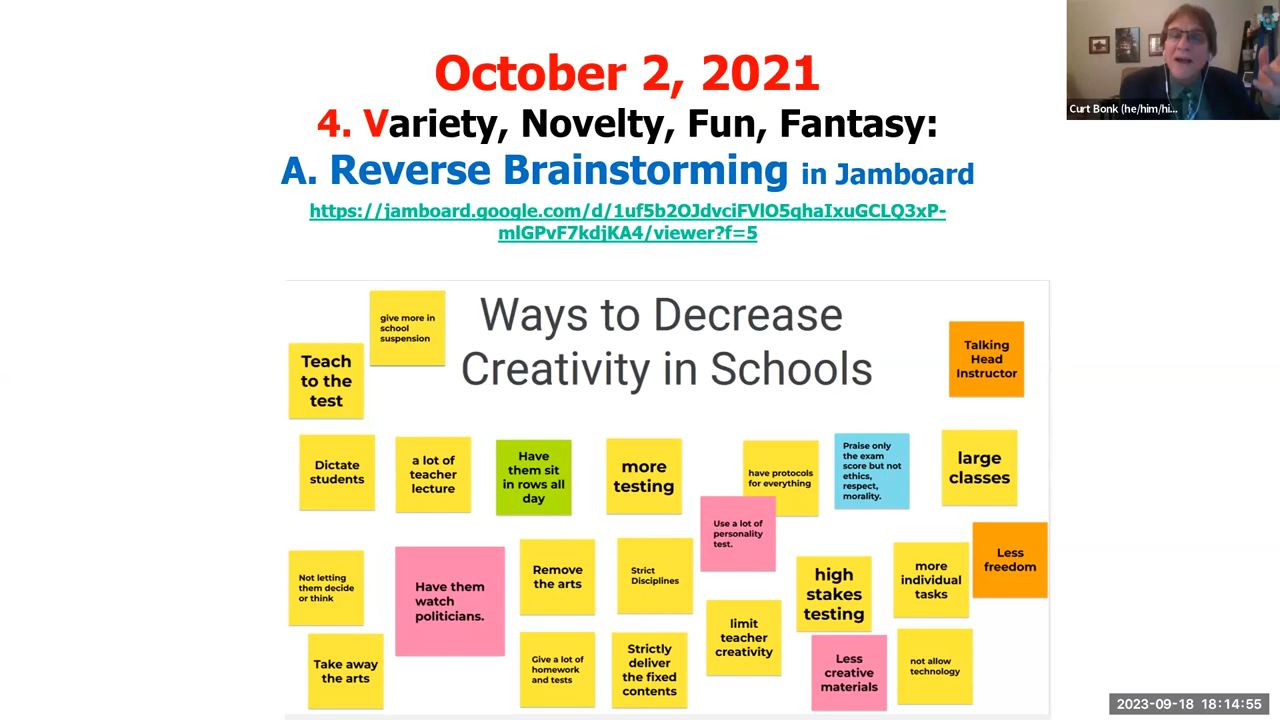 October 2, 2021
4. Variety, Novelty, Fun, Fantasy:
A. Reverse Brainstorming in Jamboard
https://jamboard.google.com/d/1uf5b2OJdvciFVlO5qhaIxuGCLQ3xP-
mlGPvF7kdjKA4/viewer?f=5
Curt Bonk (he/him/hi...
Ways to Decrease
Creativity in Schools
give more in
school
suspension
Teach
to the
test
Talking
Head
Instructor
Dictate
students
a lot of
teacher
lecture
Have
them sit
in rows all
day
more
testing
have protocols
for everything
Praise only
the exam
score but not
ethics,
respect,
morality.
large
classes
Use a lot of
personality
test.
Not letting
them decide
or think
Have them
watch
politicians.
Remove
the arts
Strict
Disciplines
high
stakes
testing
more
individual
tasks
Less
freedom
Take away
the arts
Give a lot of
homework
and tests
Strictly
deliver
the fixed
contents
limit
teacher
creativity
Less
creative
materials
not allow
technology
2023-09-18 18:14:55